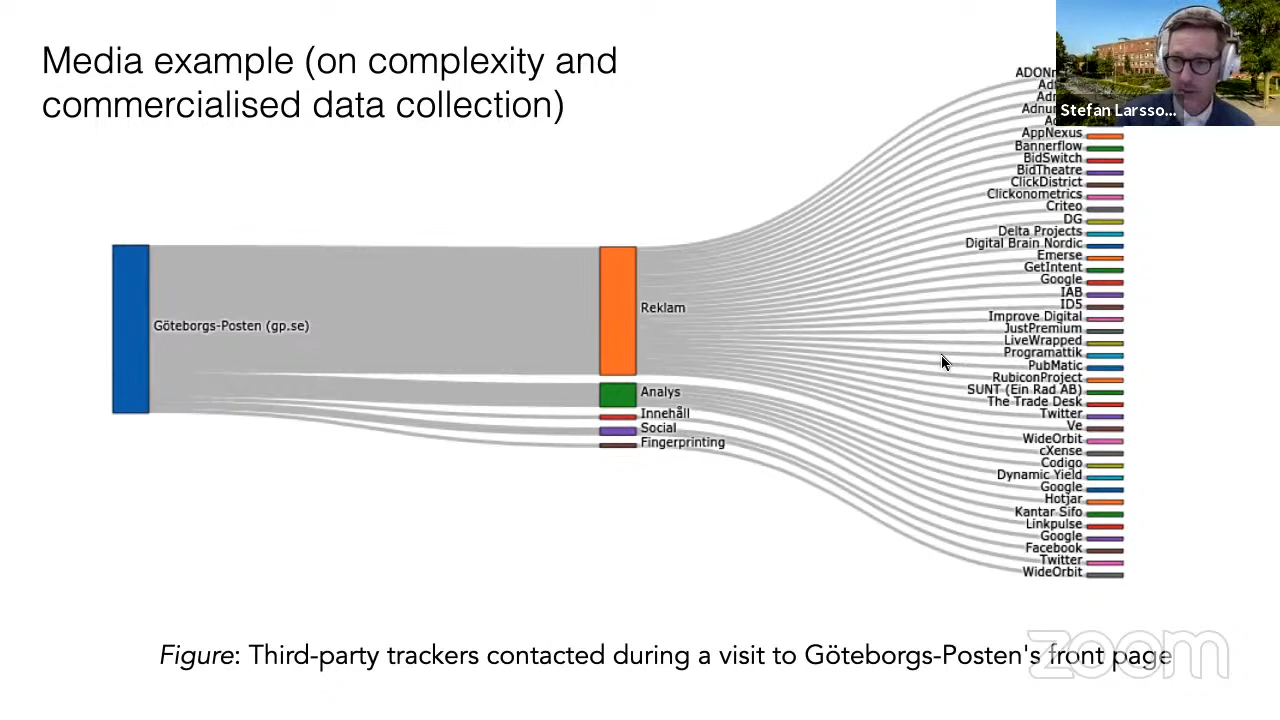 Media example (on complexity and
commercialised data collection)
Stefan Larsso...
Göteborgs-Posten (gp.se)
Reklam
Analys
Innehåll
Social
Fingerprinting
AppNexus
Bannerflow
BidSwitch
BidTheatre
ClickDistrict
Clickonometrics
Criteo
DG
Delta Projects
Digital Brain Nordic
Emerse
GetIntent
Google
IAB
ID5
Improve Digital
JustPremium
LiveWrapped
Programattik
PubMatic
RubiconProject
SUNT (Ein Rad AB)
The Trade Desk
Twitter
Ve
WideOrbit
cXense
Codigo
Dynamic Yield
Google
Hotjar
Kantar Sifo
Linkpulse
Google
Facebook
Twitter
WideOrbit
Figure: Third-party trackers contacted during a visit to Göteborgs-Posten's front page
zoom